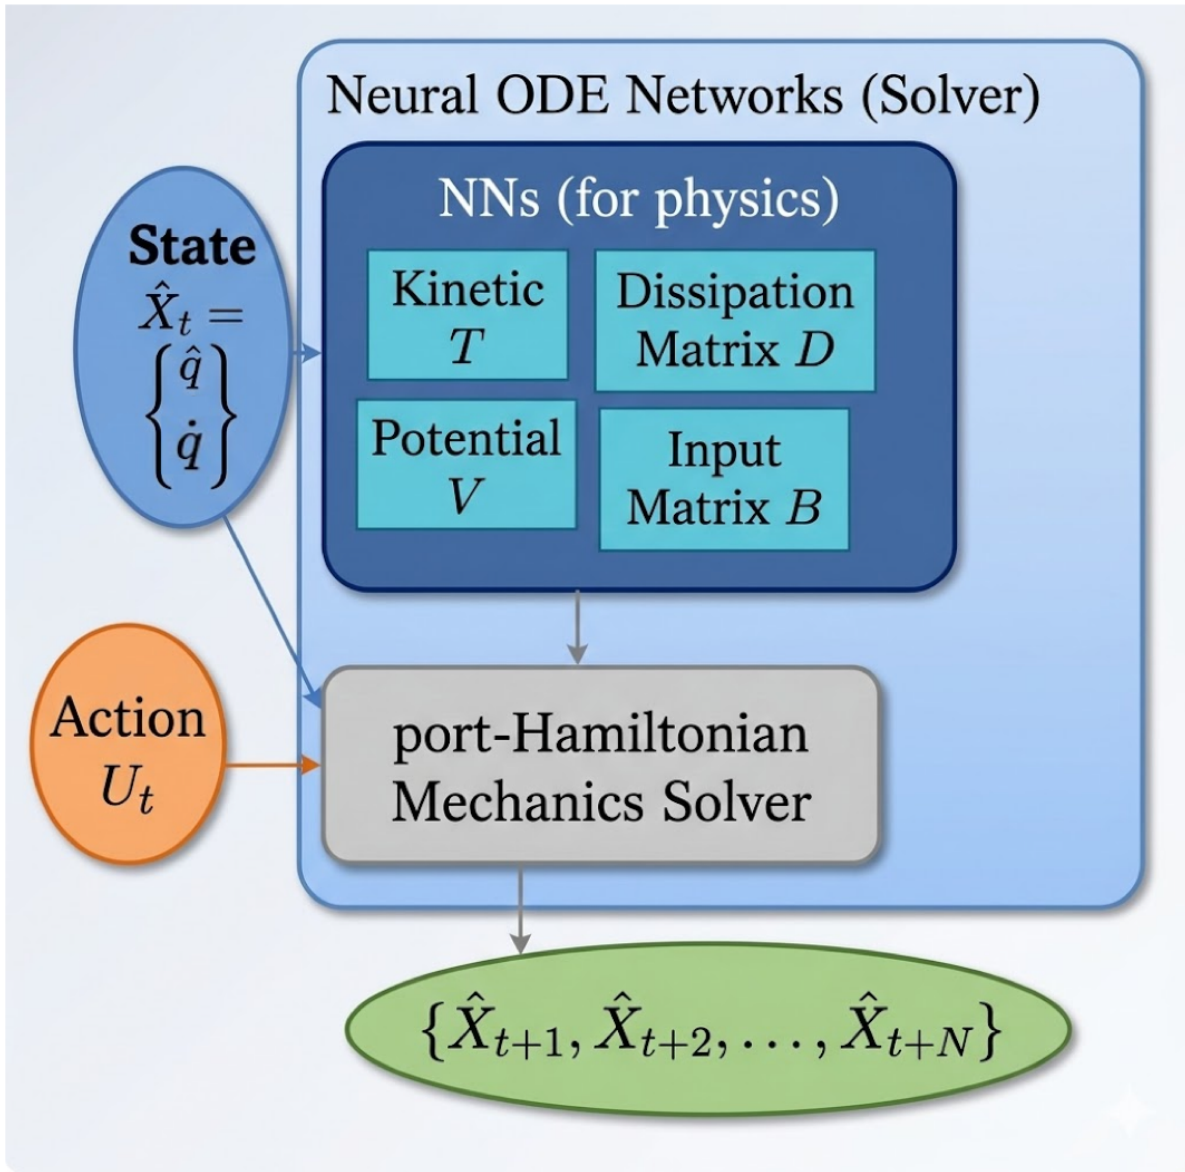 Neural ODE Networks (Solver)
NNs (for physics)
State
X̂ₜ =
{q̂
q̇}
Kinetic
T
Dissipation
Matrix D
Potential
V
Input
Matrix B
Action
Uₜ
port-Hamiltonian
Mechanics Solver
{X̂ₜ₊₁, X̂ₜ₊₂, . . . , X̂ₜ₊N}